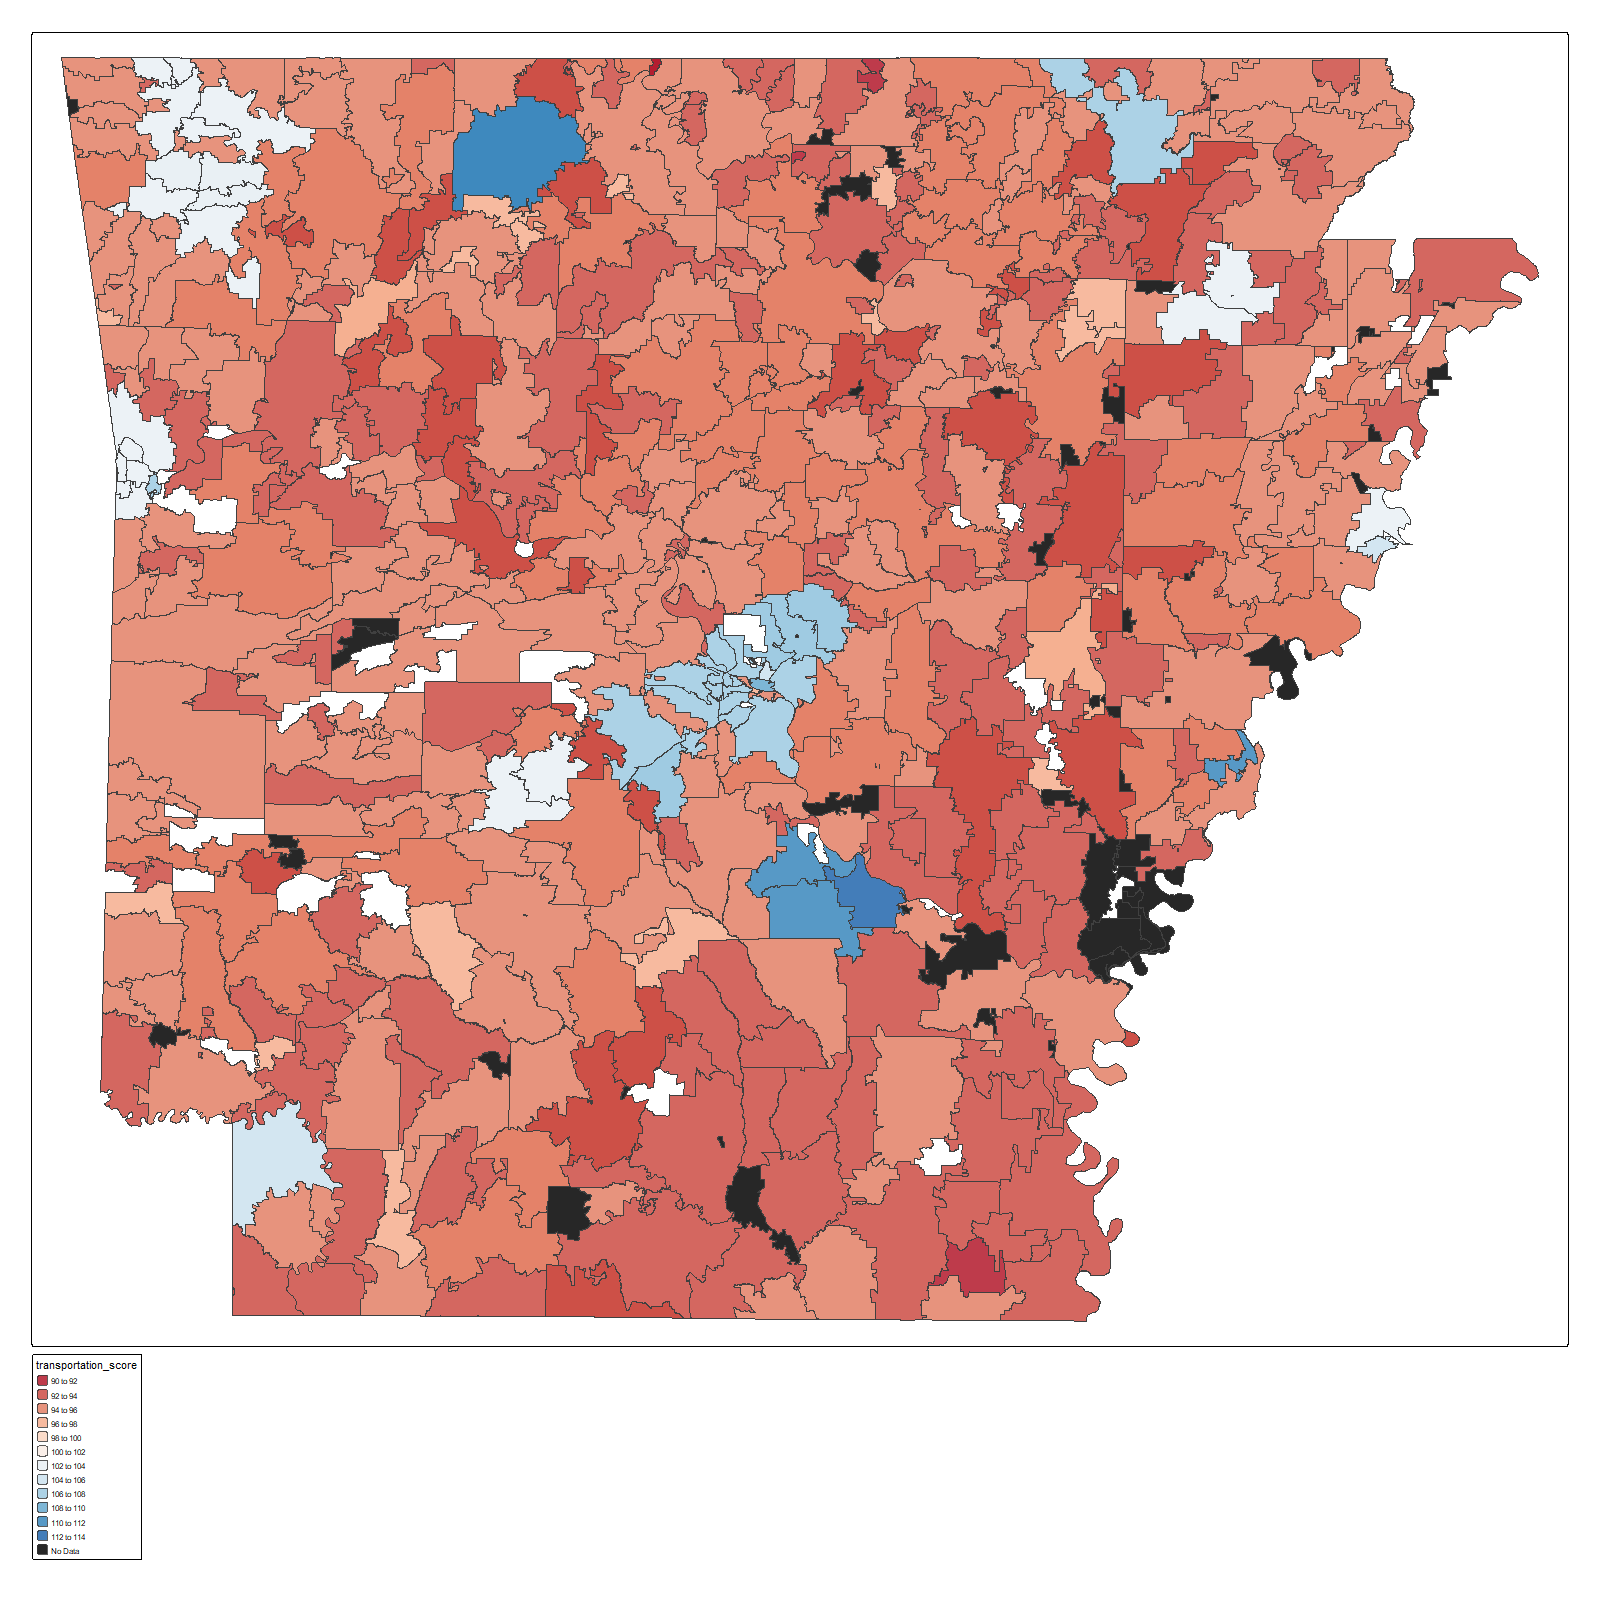 transportation_score
90 to 92
92 to 94
94 to 96
96 to 98
98 to 100
100 to 102
102 to 104
104 to 106
106 to 108
108 to 110
110 to 112
112 to 114
No Data